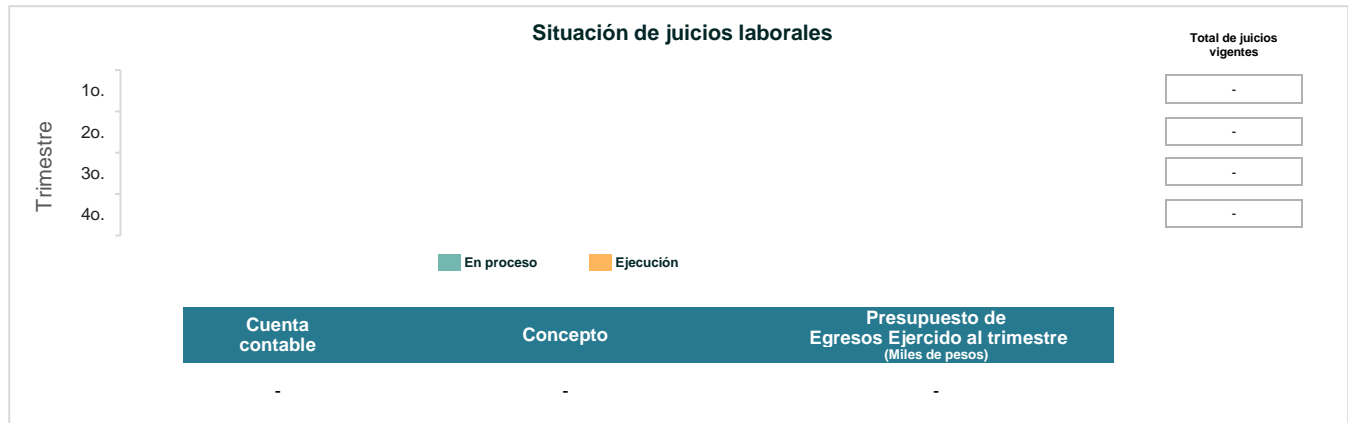 Situación de juicios laborales
Total de juicios
vigentes
Trimestre
1o.
-
2o.
-
3o.
-
4o.
-
En proceso
Ejecución
Cuenta
contable
Concepto
Presupuesto de
Egresos Ejercido al trimestre
(Miles de pesos)
-
-
-